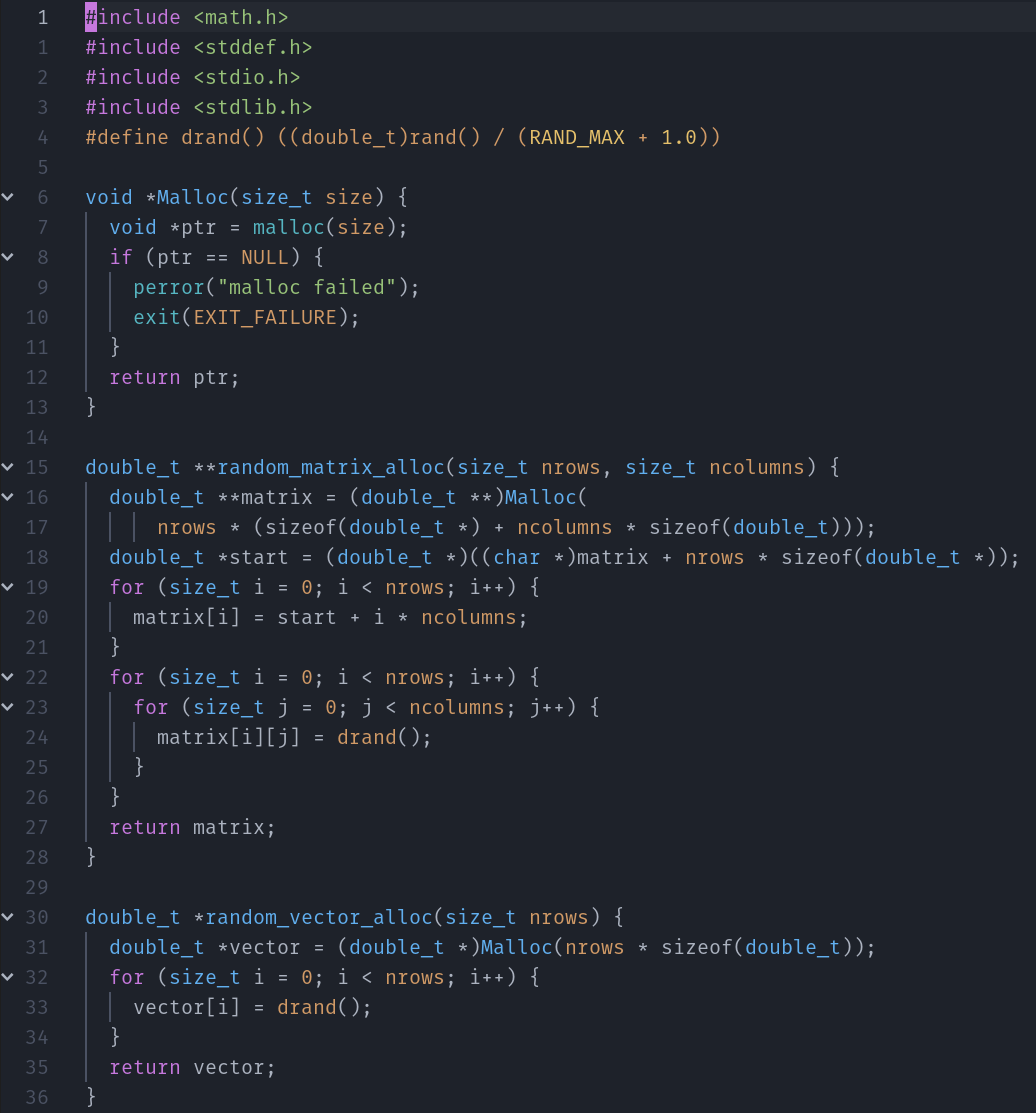 1 #include <math.h>
1 #include <stddef.h>
2 #include <stdio.h>
3 #include <stdlib.h>
4 #define drand() ((double_t)rand() / (RAND_MAX + 1.0))
5
6 void *Malloc(size_t size) {
7   void *ptr = malloc(size);
8   if (ptr == NULL) {
9     perror("malloc failed");
10     exit(EXIT_FAILURE);
11   }
12   return ptr;
13 }
14
15 double_t **random_matrix_alloc(size_t nrows, size_t ncolumns) {
16   double_t **matrix = (double_t **)Malloc(
17       nrows * (sizeof(double_t *) + ncolumns * sizeof(double_t)));
18   double_t *start = (double_t *)((char *)matrix + nrows * sizeof(double_t *));
19   for (size_t i = 0; i < nrows; i++) {
20     matrix[i] = start + i * ncolumns;
21   }
22   for (size_t i = 0; i < nrows; i++) {
23     for (size_t j = 0; j < ncolumns; j++) {
24       matrix[i][j] = drand();
25     }
26   }
27   return matrix;
28 }
29
30 double_t *random_vector_alloc(size_t nrows) {
31   double_t *vector = (double_t *)Malloc(nrows * sizeof(double_t));
32   for (size_t i = 0; i < nrows; i++) {
33     vector[i] = drand();
34   }
35   return vector;
36 }